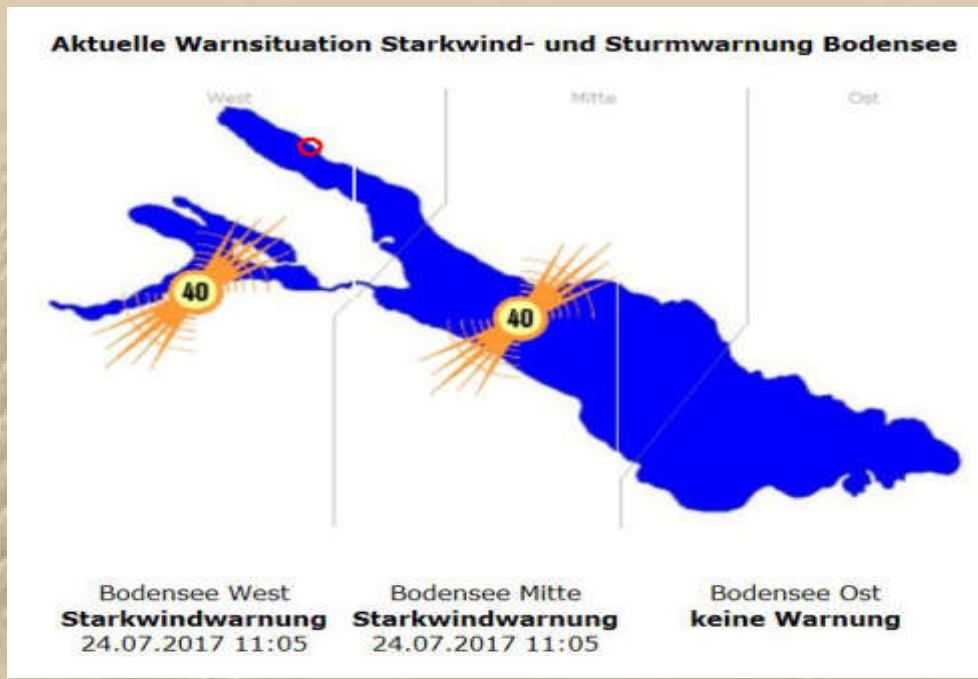 Aktuelle Warnsituation Starkwind- und Sturmwarnung Bodensee
West Mitte Ost
40
40
Bodensee West
Starkwindwarnung
24.07.2017 11:05
Bodensee Mitte
Starkwindwarnung
24.07.2017 11:05
Bodensee Ost
keine Warnung